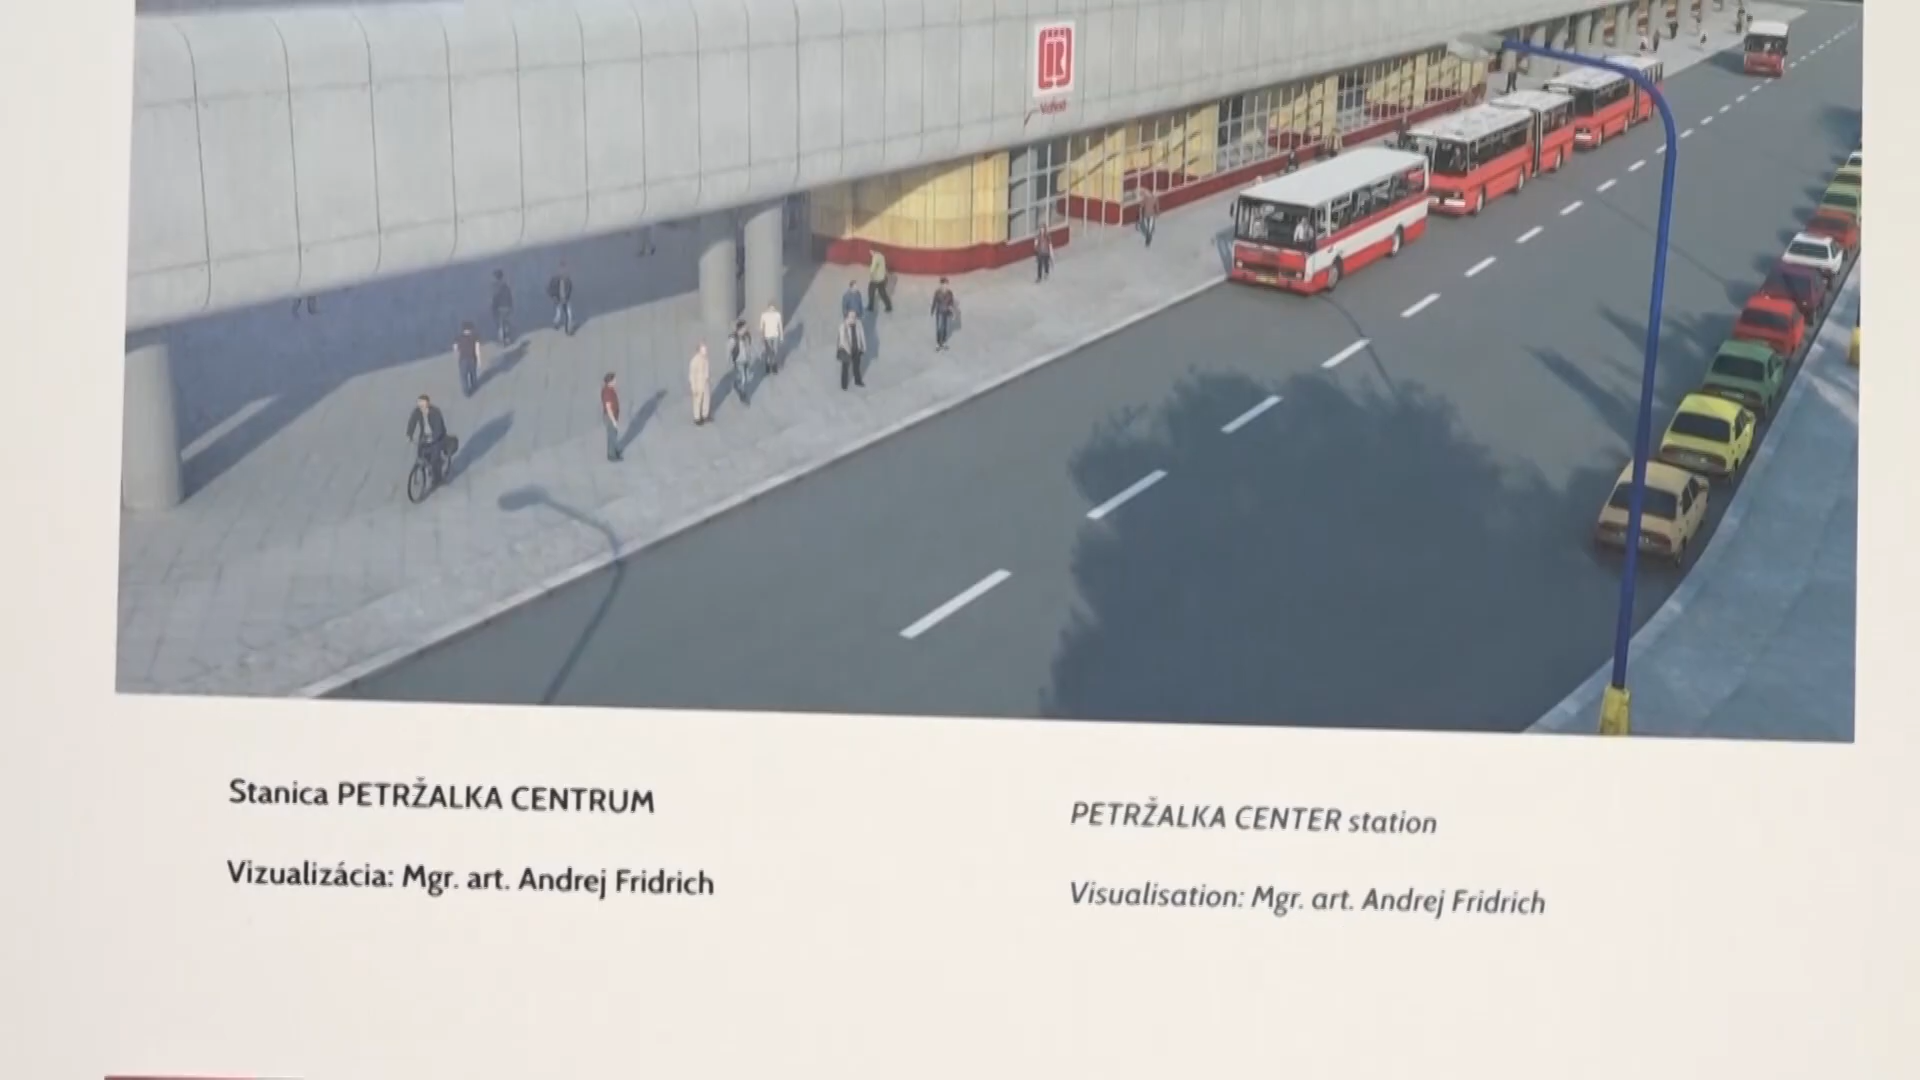 Stanica PETRŽALKA CENTRUM
Vizualizácia: Mgr. art. Andrej Fridrich
PETRŽALKA CENTER station
Visualisation: Mgr. art. Andrej Fridrich